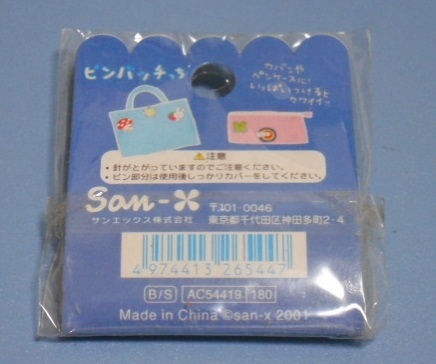 ピンバッチっち
カバンや
ペンケースに!
いっぱいつけると
カワイイ!!
⚠注意
・針がとがっていますのでご注意ください。
・ピン部分は使用後しっかりカバーをしてください。
San-X
サンエックス株式会社
〒101-0046
東京都千代田区神田多町2-4
4974413265447
B/S AC54419 180
Made in China ©san-x 2001